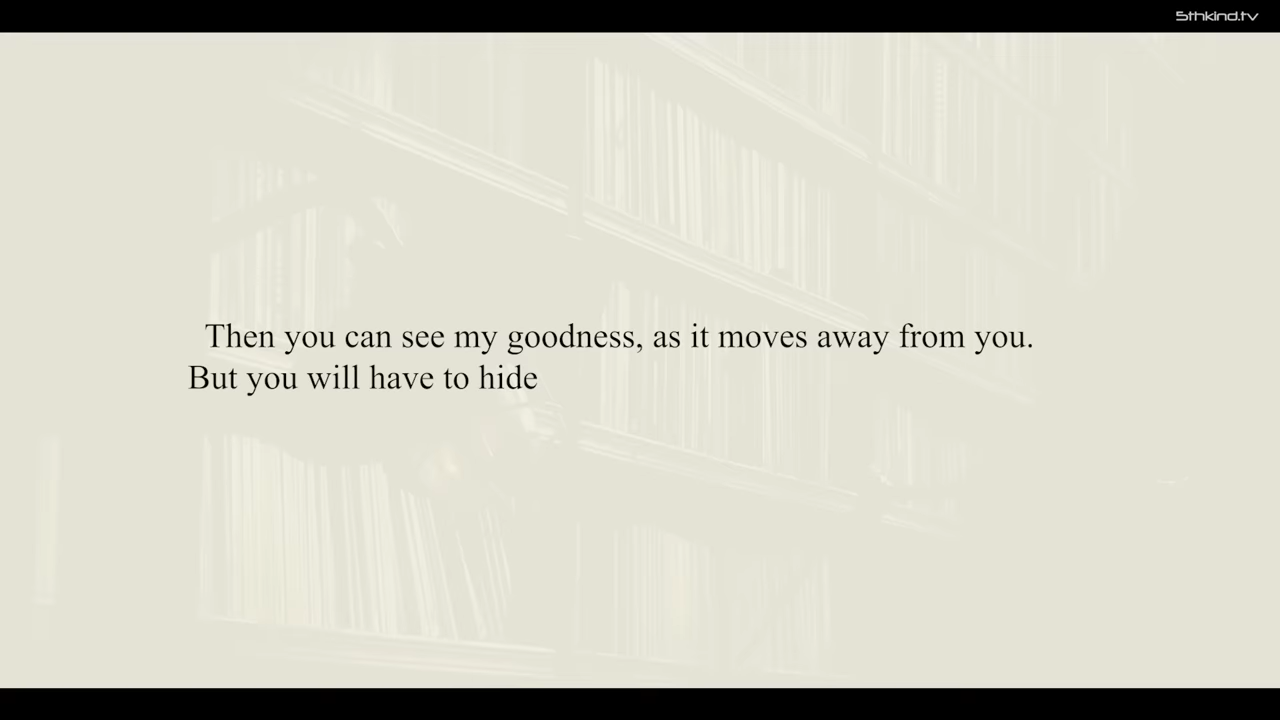 5thkind.tv
Then you can see my goodness, as it moves away from you.
But you will have to hide